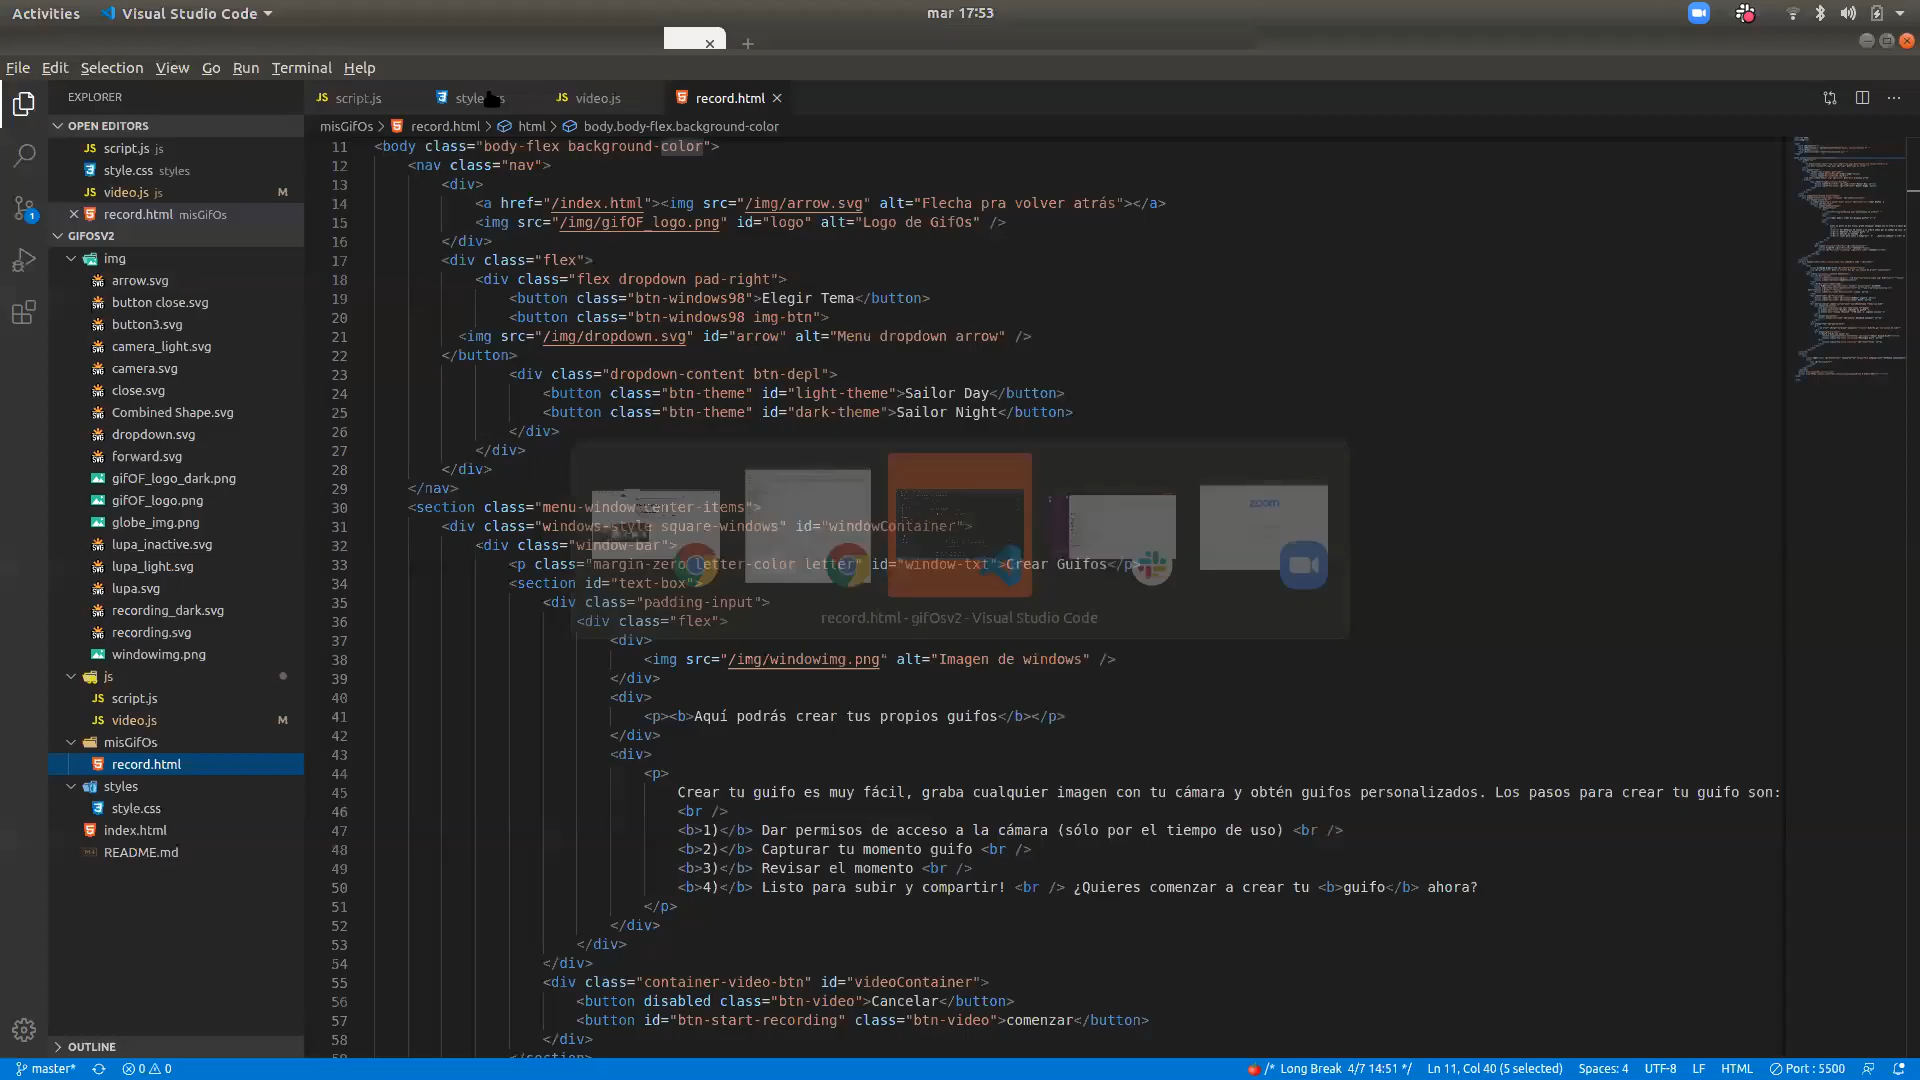 Activities
Visual Studio Code
mar 17:53
File Edit Selection View Go Run Terminal Help
EXPLORER
OPEN EDITORS
script.js js
style.css styles
video.js js M
record.html misGifOs
GIFOSV2
img
arrow.svg
button close.svg
button3.svg
camera_light.svg
camera.svg
close.svg
Combined Shape.svg
dropdown.svg
forward.svg
gifOF_logo_dark.png
gifOF_logo.png
globe_img.png
lupa_inactive.svg
lupa_light.svg
lupa.svg
recording_dark.svg
recording.svg
windowimg.png
js
script.js
video.js M
misGifOs
record.html
styles
style.css
index.html
README.md
OUTLINE
script.js
video.js
record.html
misGifOs > record.html > html > body.body-flex.background-color
11 <body class="body-flex background-color">
12 <nav class="nav">
13 <div>
14 <a href="/index.html"><img src="/img/arrow.svg" alt="Flecha pra volver atrás"></a>
15 <img src="/img/gifOF_logo.png" id="logo" alt="Logo de GifOs" />
16 </div>
17 <div class="flex">
18 <div class="flex dropdown pad-right">
19 <button class="btn-windows98">Elegir Tema</button>
20 <button class="btn-windows98 img-btn">
21 <img src="/img/dropdown.svg" id="arrow" alt="Menu dropdown arrow" />
22 </button>
23 <div class="dropdown-content btn-depl">
24 <button class="btn-theme" id="light-theme">Sailor Day</button>
25 <button class="btn-theme" id="dark-theme">Sailor Night</button>
26 </div>
27 </div>
28 </div>
29 </nav>
30 <section class="menu-window center-items">
31 <div class="windows-style square-windows" id="windowContainer">
32 <div class="window-bar">
33 <p class="margin-zero letter-color letter" id="window-txt">Crear Guifos</p>
34 <section id="text-box">
35 <div class="padding-input">
36 <div class="flex">
37 <div>
38 <img src="/img/windowimg.png" alt="Imagen de windows" />
39 </div>
40 <div>
41 <p><b>Aquí podrás crear tus propios guifos</b></p>
42 </div>
43 <div>
44 <p>
45 Crear tu guifo es muy fácil, graba cualquier imagen con tu cámara y obtén guifos personalizados. Los pasos para crear tu guifo son:
46 <br />
47 <b>1)</b> Dar permisos de acceso a la cámara (sólo por el tiempo de uso) <br />
48 <b>2)</b> Capturar tu momento guifo <br />
49 <b>3)</b> Revisar el momento <br />
50 <b>4)</b> Listo para subir y compartir! <br /> ¿Quieres comenzar a crear tu <b>guifo</b> ahora?
51 </p>
52 </div>
53 </div>
54 </div>
55 <div class="container-video-btn" id="videoContainer">
56 <button disabled class="btn-video">Cancelar</button>
57 <button id="btn-start-recording" class="btn-video">comenzar</button>
58 </div>
zoom
record.html - gifOsv2 - Visual Studio Code
master*
0 0
/* Long Break 4/7 14:51 */
Ln 11, Col 40 (5 selected)
Spaces: 4
UTF-8
LF
HTML
Port : 5500